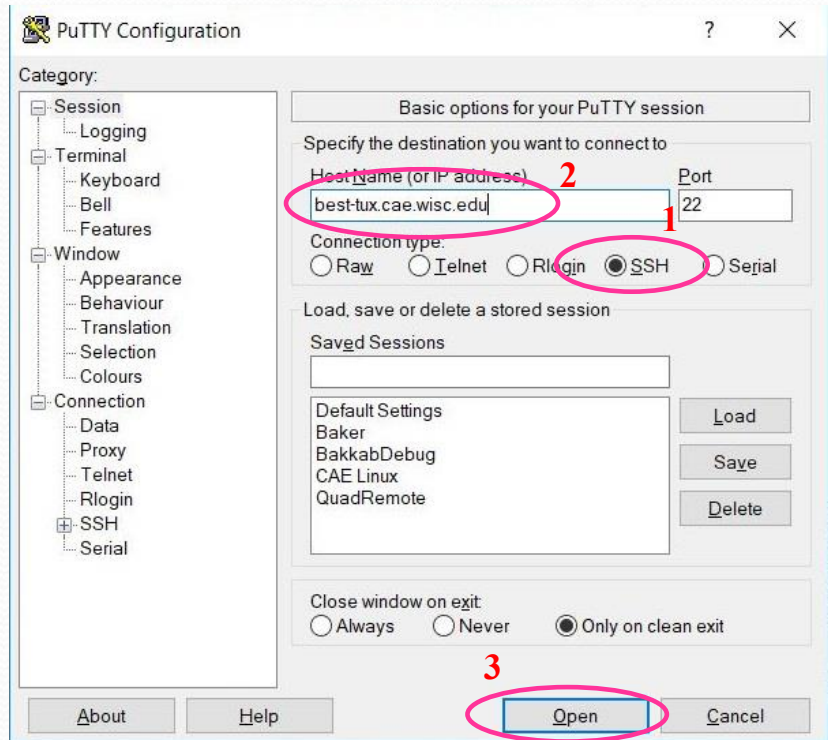 PuTTY Configuration
?
Category:
Session
Logging
Terminal
Keyboard
Bell
Features
Window
Appearance
Behaviour
Translation
Selection
Colours
Connection
Data
Proxy
Telnet
Rlogin
SSH
Serial
Basic options for your PuTTY session
Specify the destination you want to connect to
Host Name (or IP address) 2 Port
best-tux.cae.wisc.edu 22
1
Connection type:
Raw Telnet Rlogin SSH Serial
Load, save or delete a stored session
Saved Sessions
Default Settings
Baker
BakkabDebug
CAE Linux
QuadRemote
Load
Save
Delete
Close window on exit:
Always Never Only on clean exit
3
About Help Open Cancel